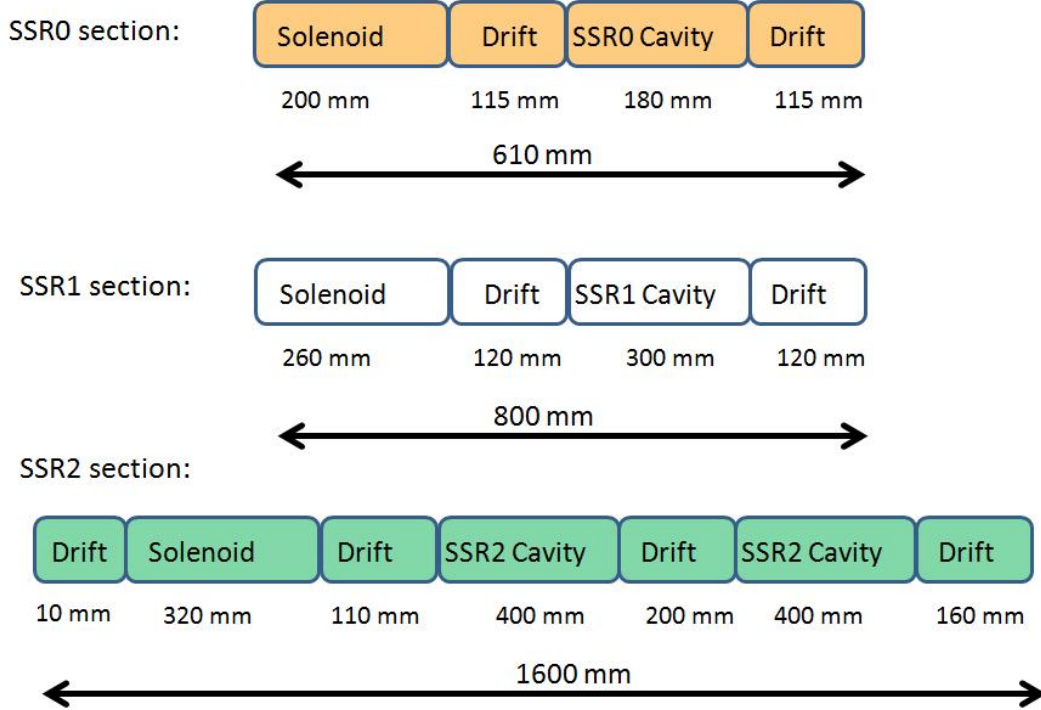 SSR0 section:
Solenoid Drift SSR0 Cavity Drift
200 mm 115 mm 180 mm 115 mm
610 mm
SSR1 section:
Solenoid Drift SSR1 Cavity Drift
260 mm 120 mm 300 mm 120 mm
800 mm
SSR2 section:
Drift Solenoid Drift SSR2 Cavity Drift SSR2 Cavity Drift
10 mm 320 mm 110 mm 400 mm 200 mm 400 mm 160 mm
1600 mm